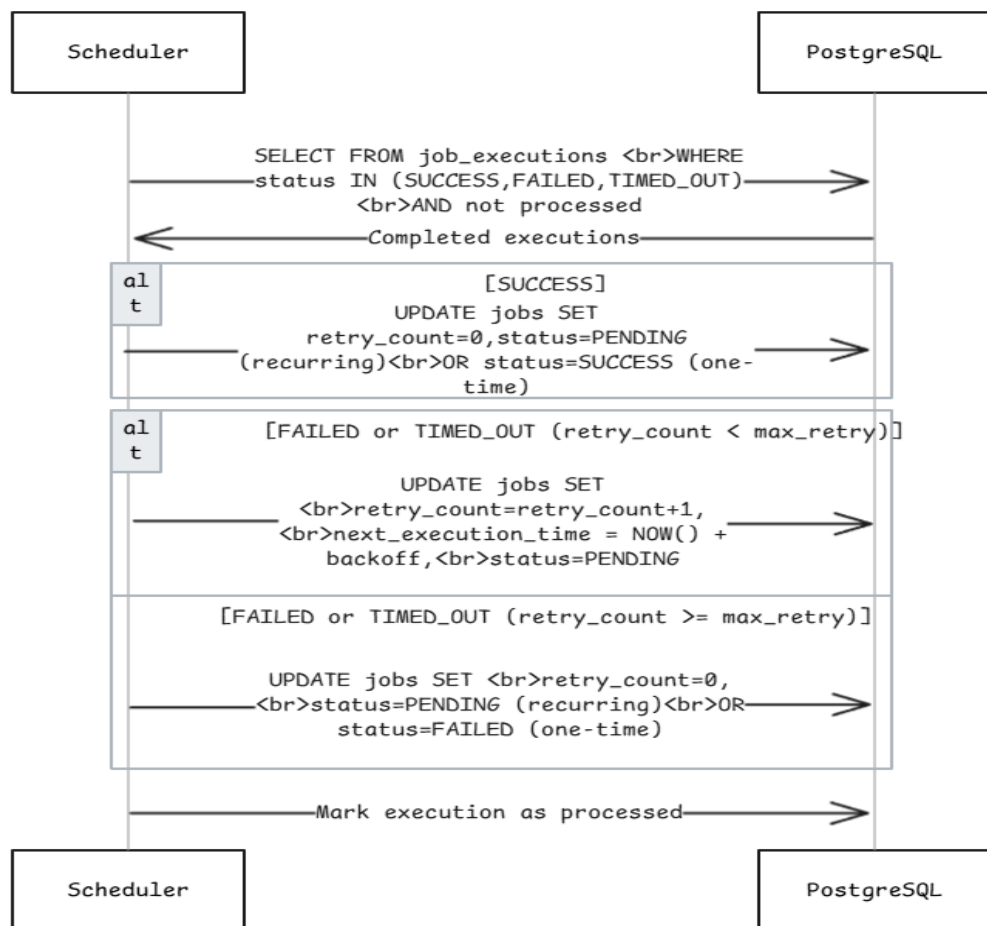 Scheduler
PostgreSQL
SELECT FROM job_executions <br>WHERE
status IN (SUCCESS,FAILED,TIMED_OUT)
<br>AND not processed
Completed executions
al
t
[SUCCESS]
UPDATE jobs SET
retry_count=0,status=PENDING
(recurring)<br>OR status=SUCCESS (one-
time)
al
t
[FAILED or TIMED_OUT (retry_count < max_retry)]
UPDATE jobs SET
<br>retry_count=retry_count+1,
<br>next_execution_time = NOW() +
backoff,<br>status=PENDING
[FAILED or TIMED_OUT (retry_count >= max_retry)]
UPDATE jobs SET <br>retry_count=0,
<br>status=PENDING (recurring)<br>OR
status=FAILED (one-time)
Mark execution as processed
Scheduler
PostgreSQL